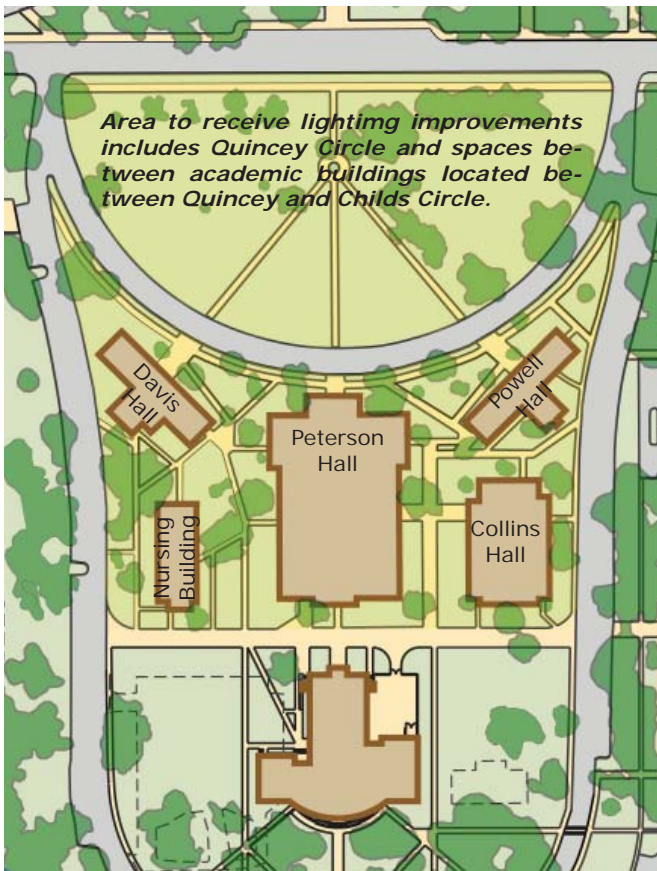 Area to receive lightimg improvements
includes Quincey Circle and spaces be-
tween academic buildings located be-
tween Quincey and Childs Circle.
Davis
Hall
Powell
Hall
Peterson
Hall
Nursing
Building
Collins
Hall